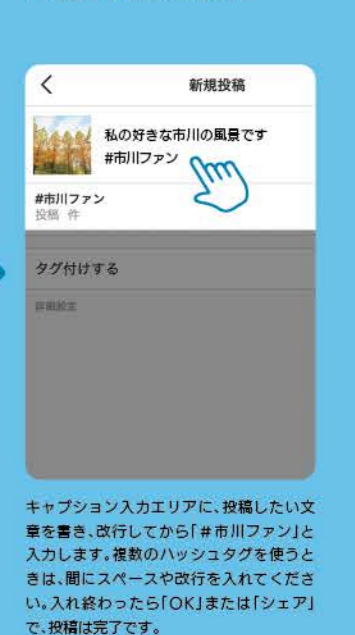 新規投稿
私の好きな市川の風景です
#市川ファン
#市川ファン
投稿 件
タグ付けする
詳細設定
キャプション入力エリアに、投稿したい文
章を書き、改行してから「#市川ファン」と
入力します。複数のハッシュタグを使うと
きは、間にスペースや改行を入れてくださ
い。入れ終わったら「OK」または「シェア」
で、投稿は完了です。